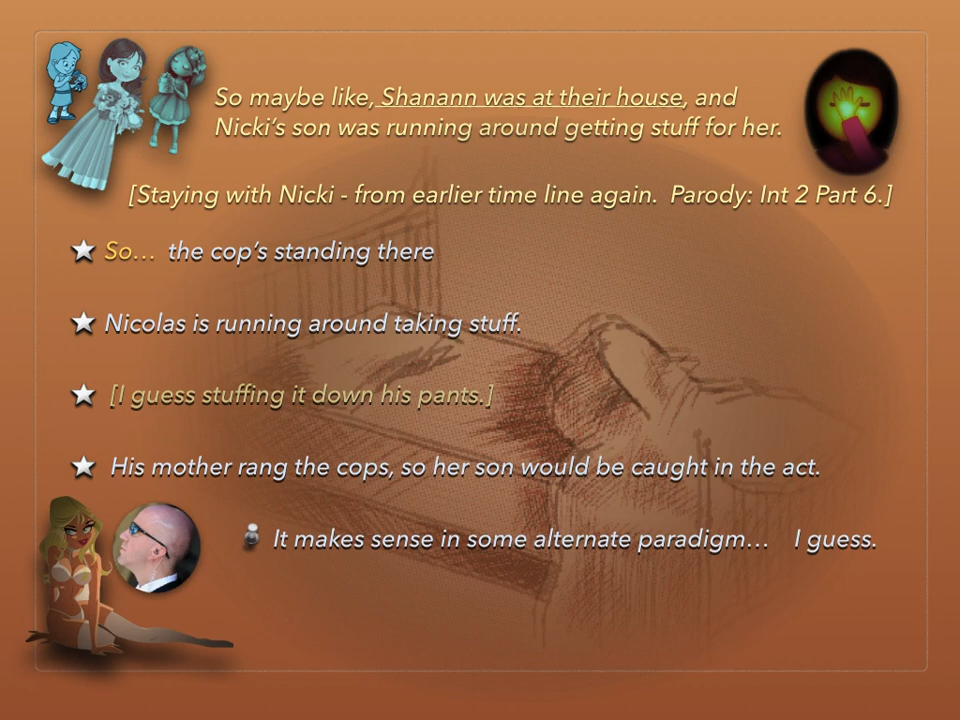 So maybe like, Shanann was at their house, and
Nicki's son was running around getting stuff for her.
[Staying with Nicki - from earlier time line again. Parody: Int 2 Part 6.]
So… the cop's standing there
Nicolas is running around taking stuff.
[I guess stuffing it down his pants.]
His mother rang the cops, so her son would be caught in the act.
It makes sense in some alternate paradigm… I guess.